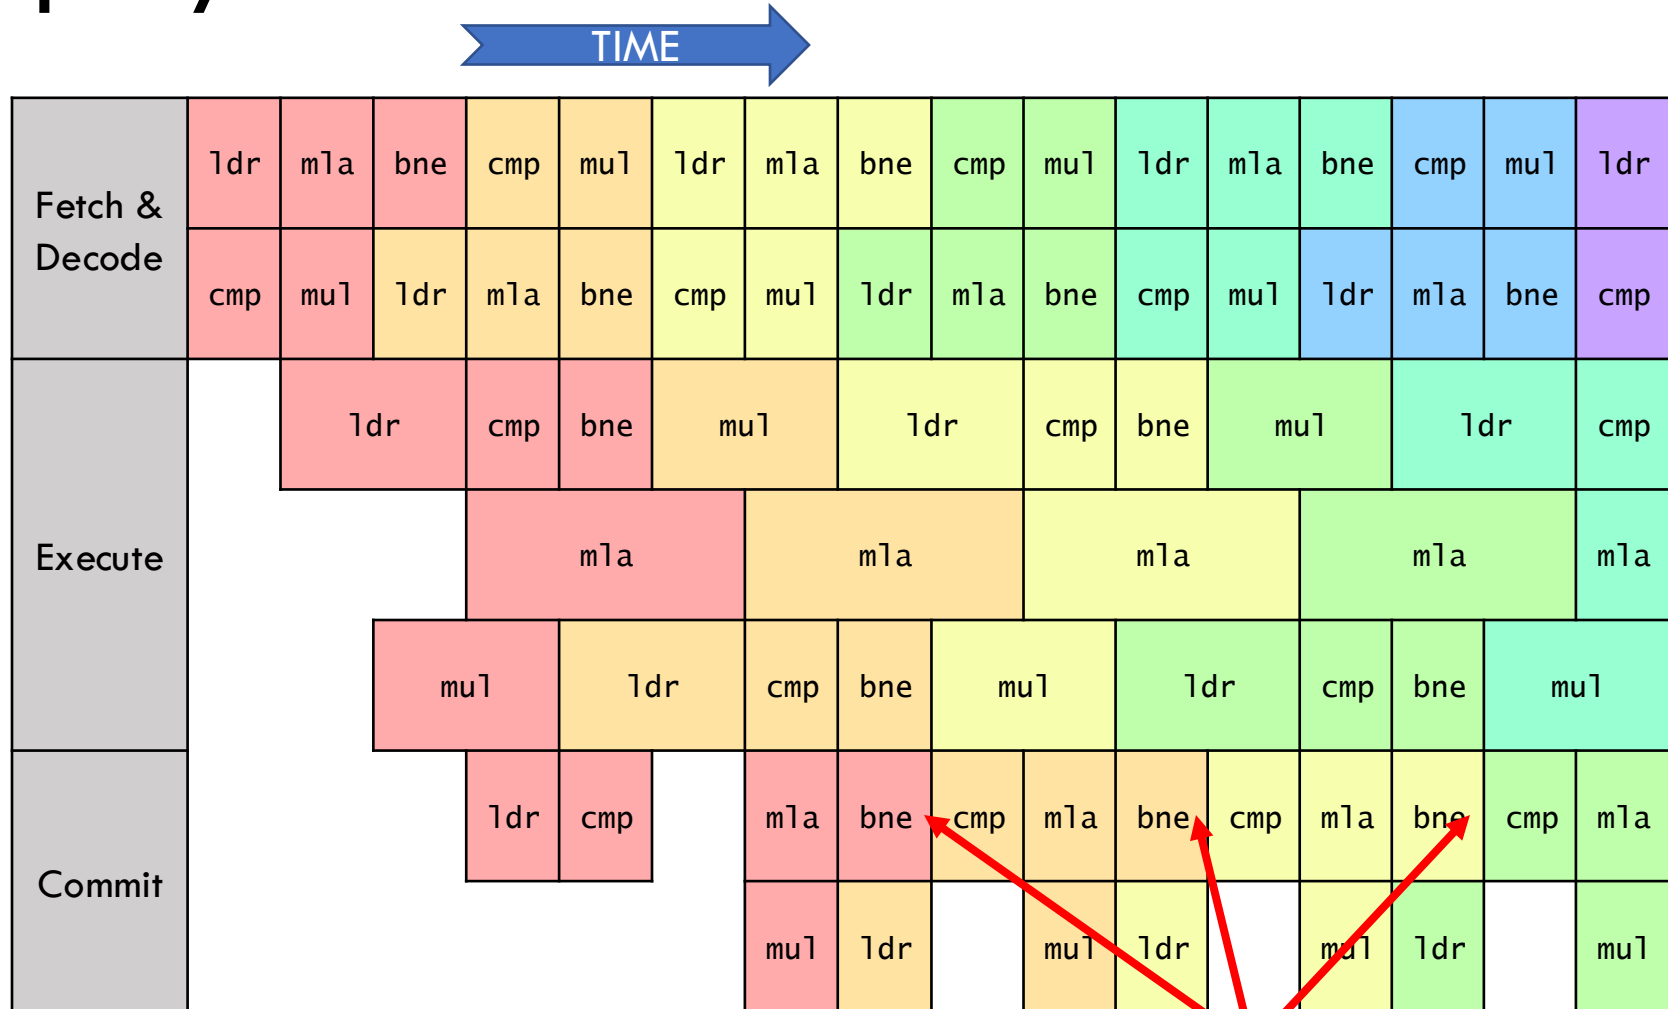 TIME
Fetch &
Decode
ldr mla bne cmp mul ldr mla bne cmp mul ldr mla bne cmp mul ldr
cmp mul ldr mla bne cmp mul ldr mla bne cmp mul ldr mla bne cmp
Execute
ldr cmp bne mul ldr cmp bne mul ldr cmp
mla mla mla mla mla
mul ldr cmp bne mul ldr cmp bne mul
Commit
ldr cmp mla bne cmp mla bne cmp mla bne cmp mla
mul ldr mul ldr mul ldr mul